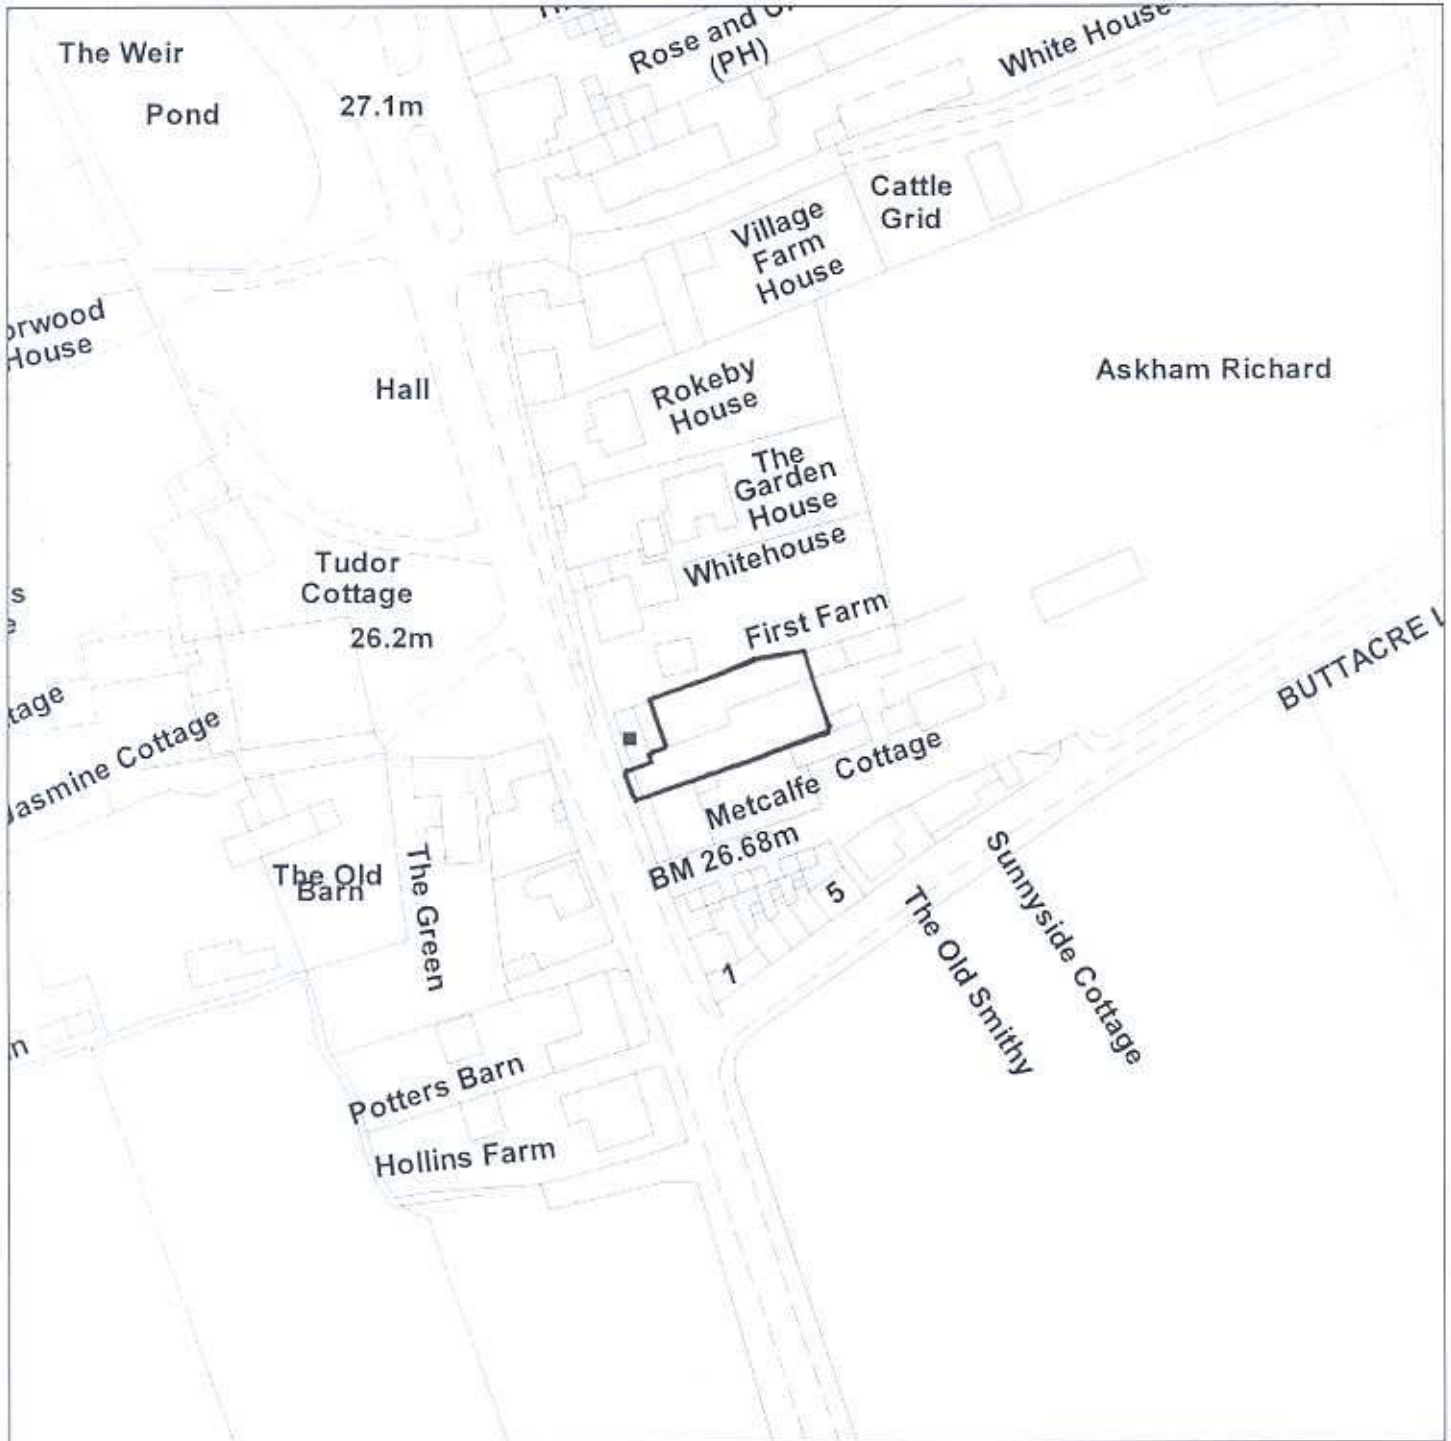 Rose and
(PH)
White House
The Weir
Pond
27.1m
Cattle
Grid
Village
Farm
House
orwood
House
Hall
Rokeby
House
Askham Richard
The
Garden
House
Whitehouse
Tudor
Cottage
26.2m
s
e
First Farm
BUTTACRE L
tage
Jasmine Cottage
Metcalfe Cottage
BM 26.68m
The Old
Barn
The Green
5
1
Sunnyside Cottage
The Old Smithy
n
Potters Barn
Hollins Farm